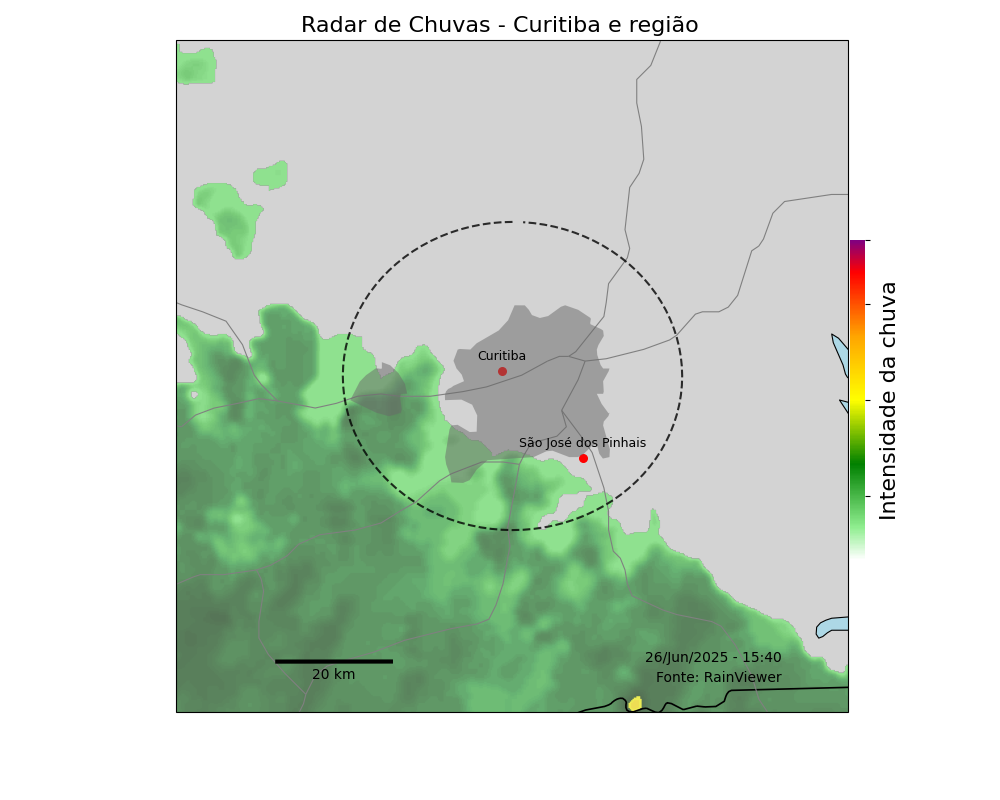 Radar de Chuvas - Curitiba e região
Curitiba
São José dos Pinhais
Intensidade da chuva
26/Jun/2025 - 15:40
Fonte: RainViewer
20 km